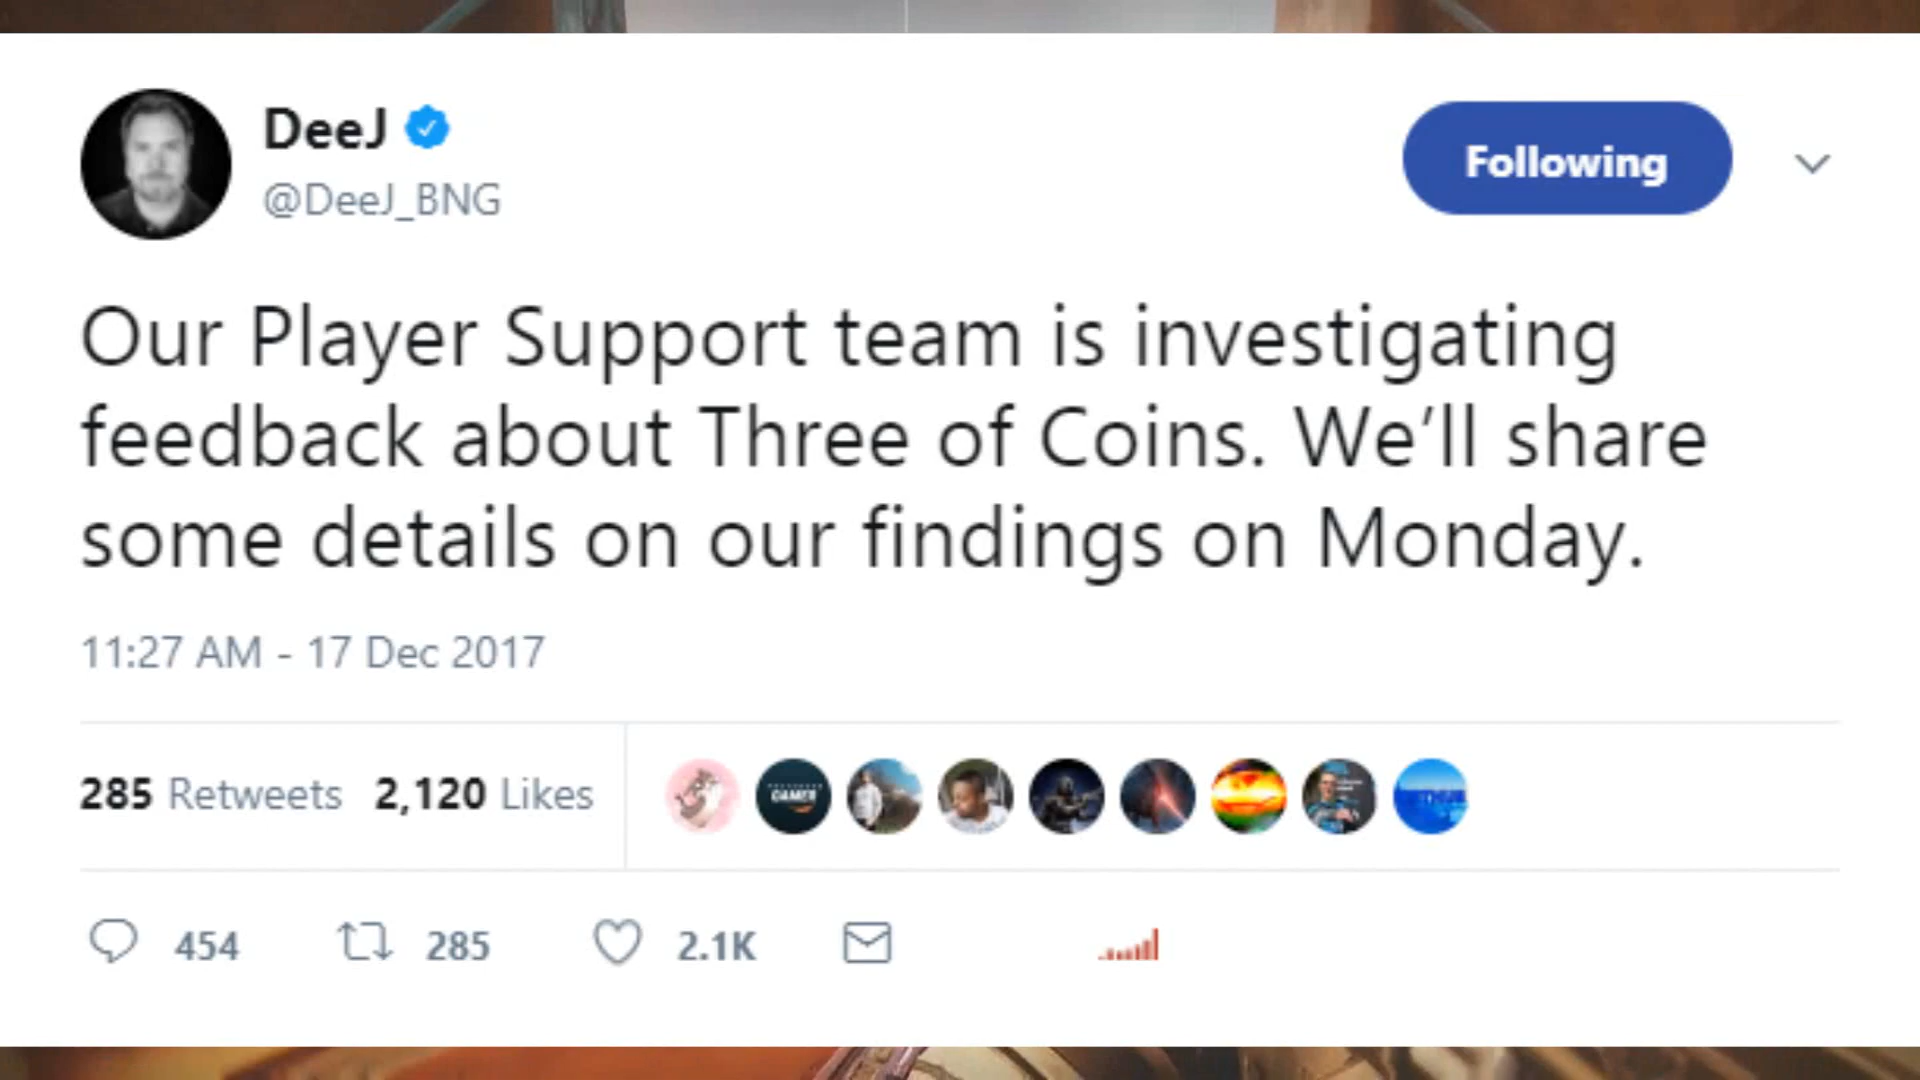 DeeJ
@DeeJ_BNG
Following
Our Player Support team is investigating
feedback about Three of Coins. We’ll share
some details on our findings on Monday.
11:27 AM - 17 Dec 2017
285 Retweets 2,120 Likes
GAMER
454 285 2.1K